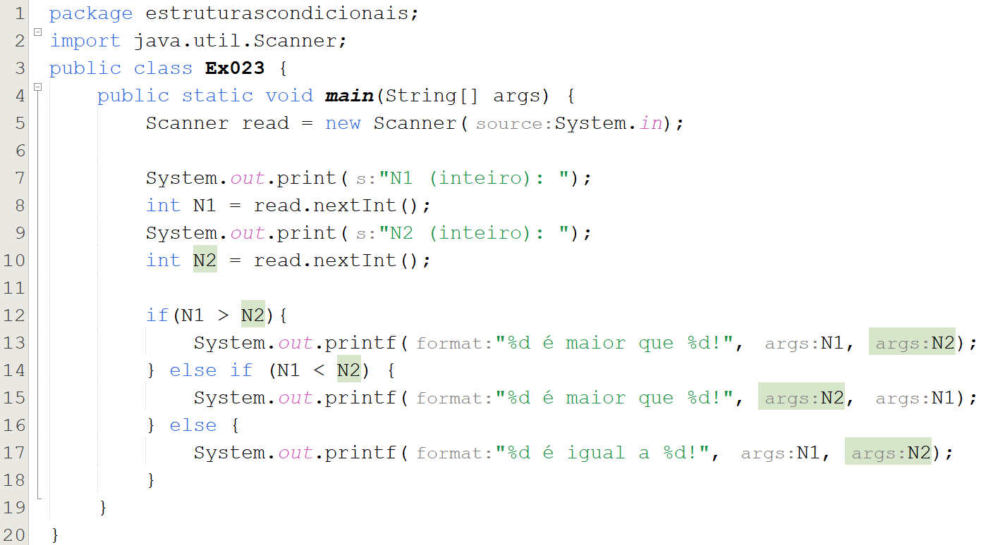 1 package estruturascondicionais;
2 import java.util.Scanner;
3 public class Ex023 {
4 public static void main(String[] args) {
5 Scanner read = new Scanner( source:System.in);
6
7 System.out.print( s:"N1 (inteiro): ");
8 int N1 = read.nextInt();
9 System.out.print( s:"N2 (inteiro): ");
10 int N2 = read.nextInt();
11
12 if(N1 > N2){
13 System.out.printf( format:"%d é maior que %d!", args:N1, args:N2);
14 } else if (N1 < N2) {
15 System.out.printf( format:"%d é maior que %d!", args:N2, args:N1);
16 } else {
17 System.out.printf( format:"%d é igual a %d!", args:N1, args:N2);
18 }
19 }
20 }